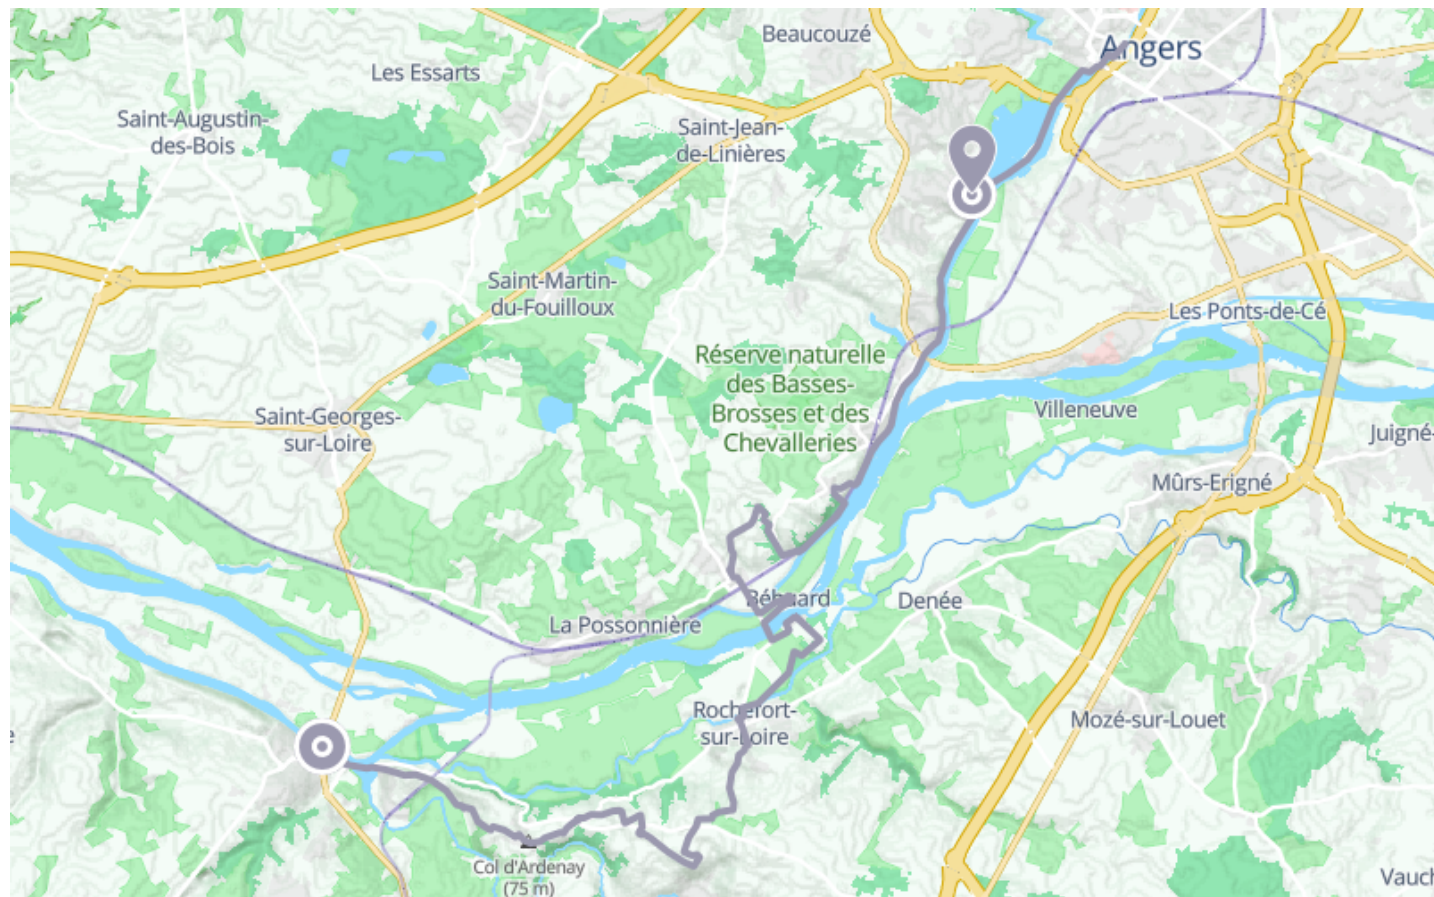 Beaucouzé
Angers
Les Essarts
Saint-Augustin-
des-Bois
Saint-Jean-
de-Linières
Saint-Martin-
du-Fouilloux
Les Ponts-de-Cé
Réserve naturelle
des Basses-
Brosses et des
Chevalleries
Saint-Georges-
sur-Loire
Villeneuve
Juigné-
Mûrs-Erigné
Béhuard
Denée
La Possonnière
Rochefort-
sur-Loire
Mozé-sur-Louet
e
Col d'Ardenay
(75 m)
Vauch